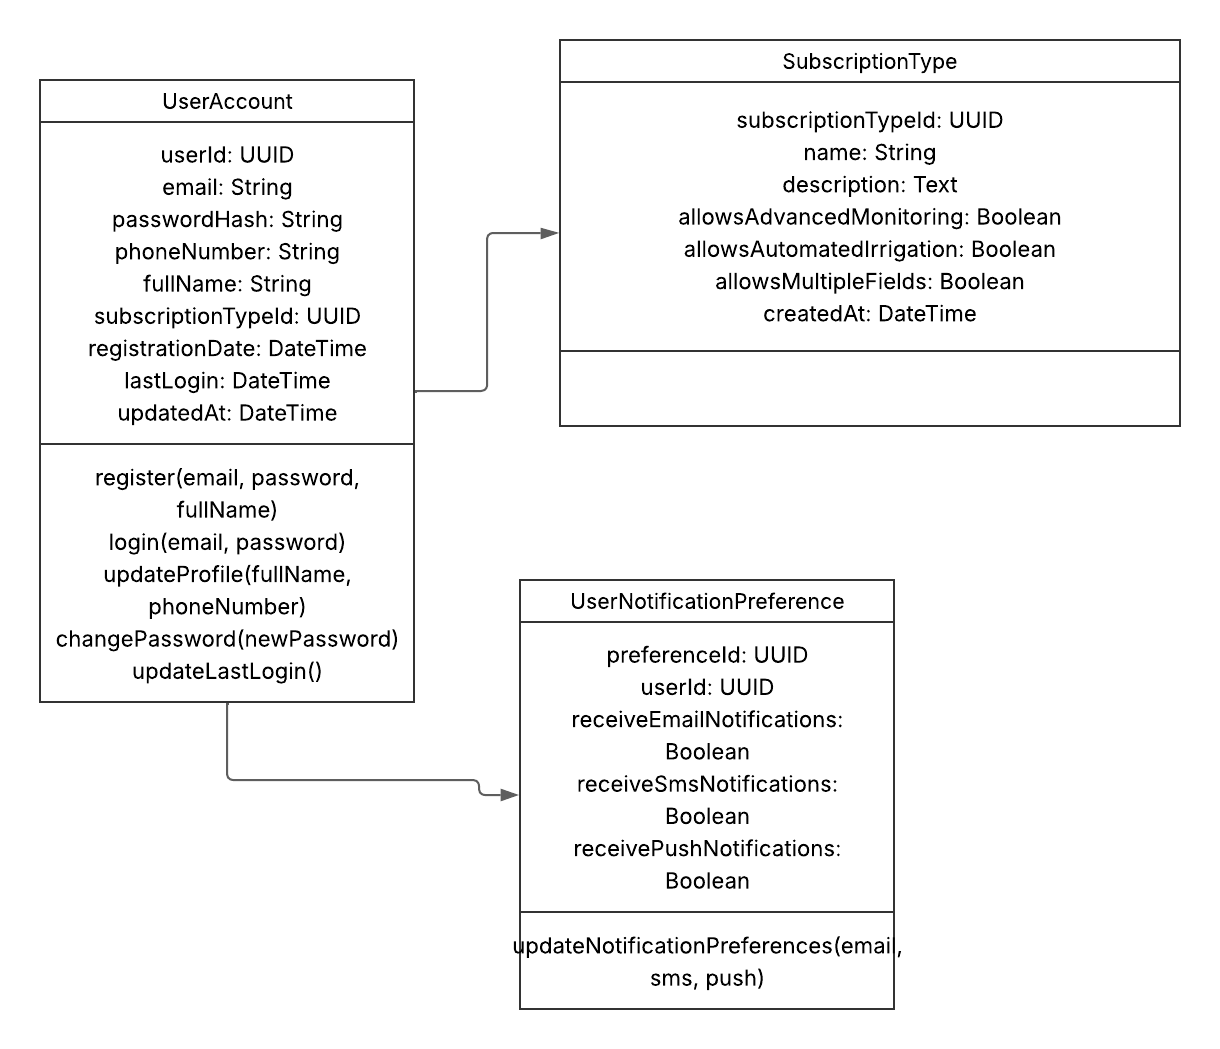 UserAccount
userId: UUID
email: String
passwordHash: String
phoneNumber: String
fullName: String
subscriptionTypeId: UUID
registrationDate: DateTime
lastLogin: DateTime
updatedAt: DateTime
register(email, password,
fullName)
login(email, password)
updateProfile(fullName,
phoneNumber)
changePassword(newPassword)
updateLastLogin()
SubscriptionType
subscriptionTypeId: UUID
name: String
description: Text
allowsAdvancedMonitoring: Boolean
allowsAutomatedIrrigation: Boolean
allowsMultipleFields: Boolean
createdAt: DateTime
UserNotificationPreference
preferenceId: UUID
userId: UUID
receiveEmailNotifications:
Boolean
receiveSmsNotifications:
Boolean
receivePushNotifications:
Boolean
updateNotificationPreferences(email,
sms, push)